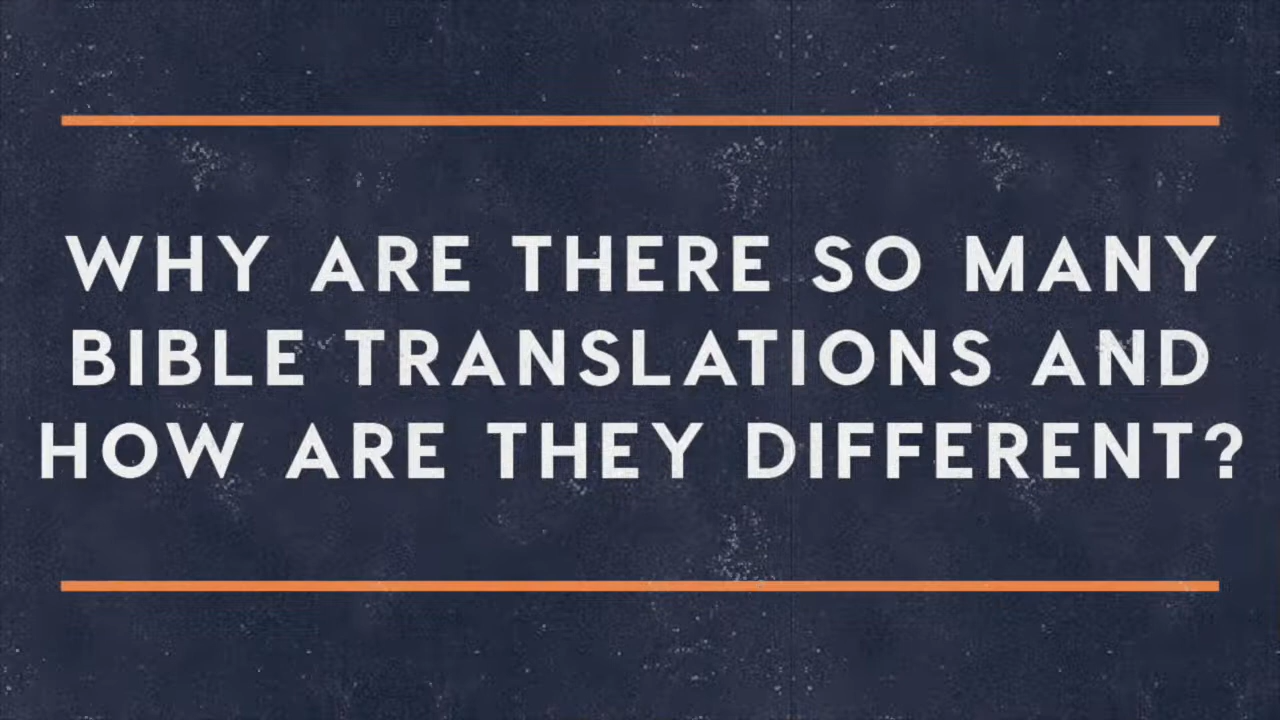 WHY ARE THERE SO MANY
BIBLE TRANSLATIONS AND
HOW ARE THEY DIFFERENT?